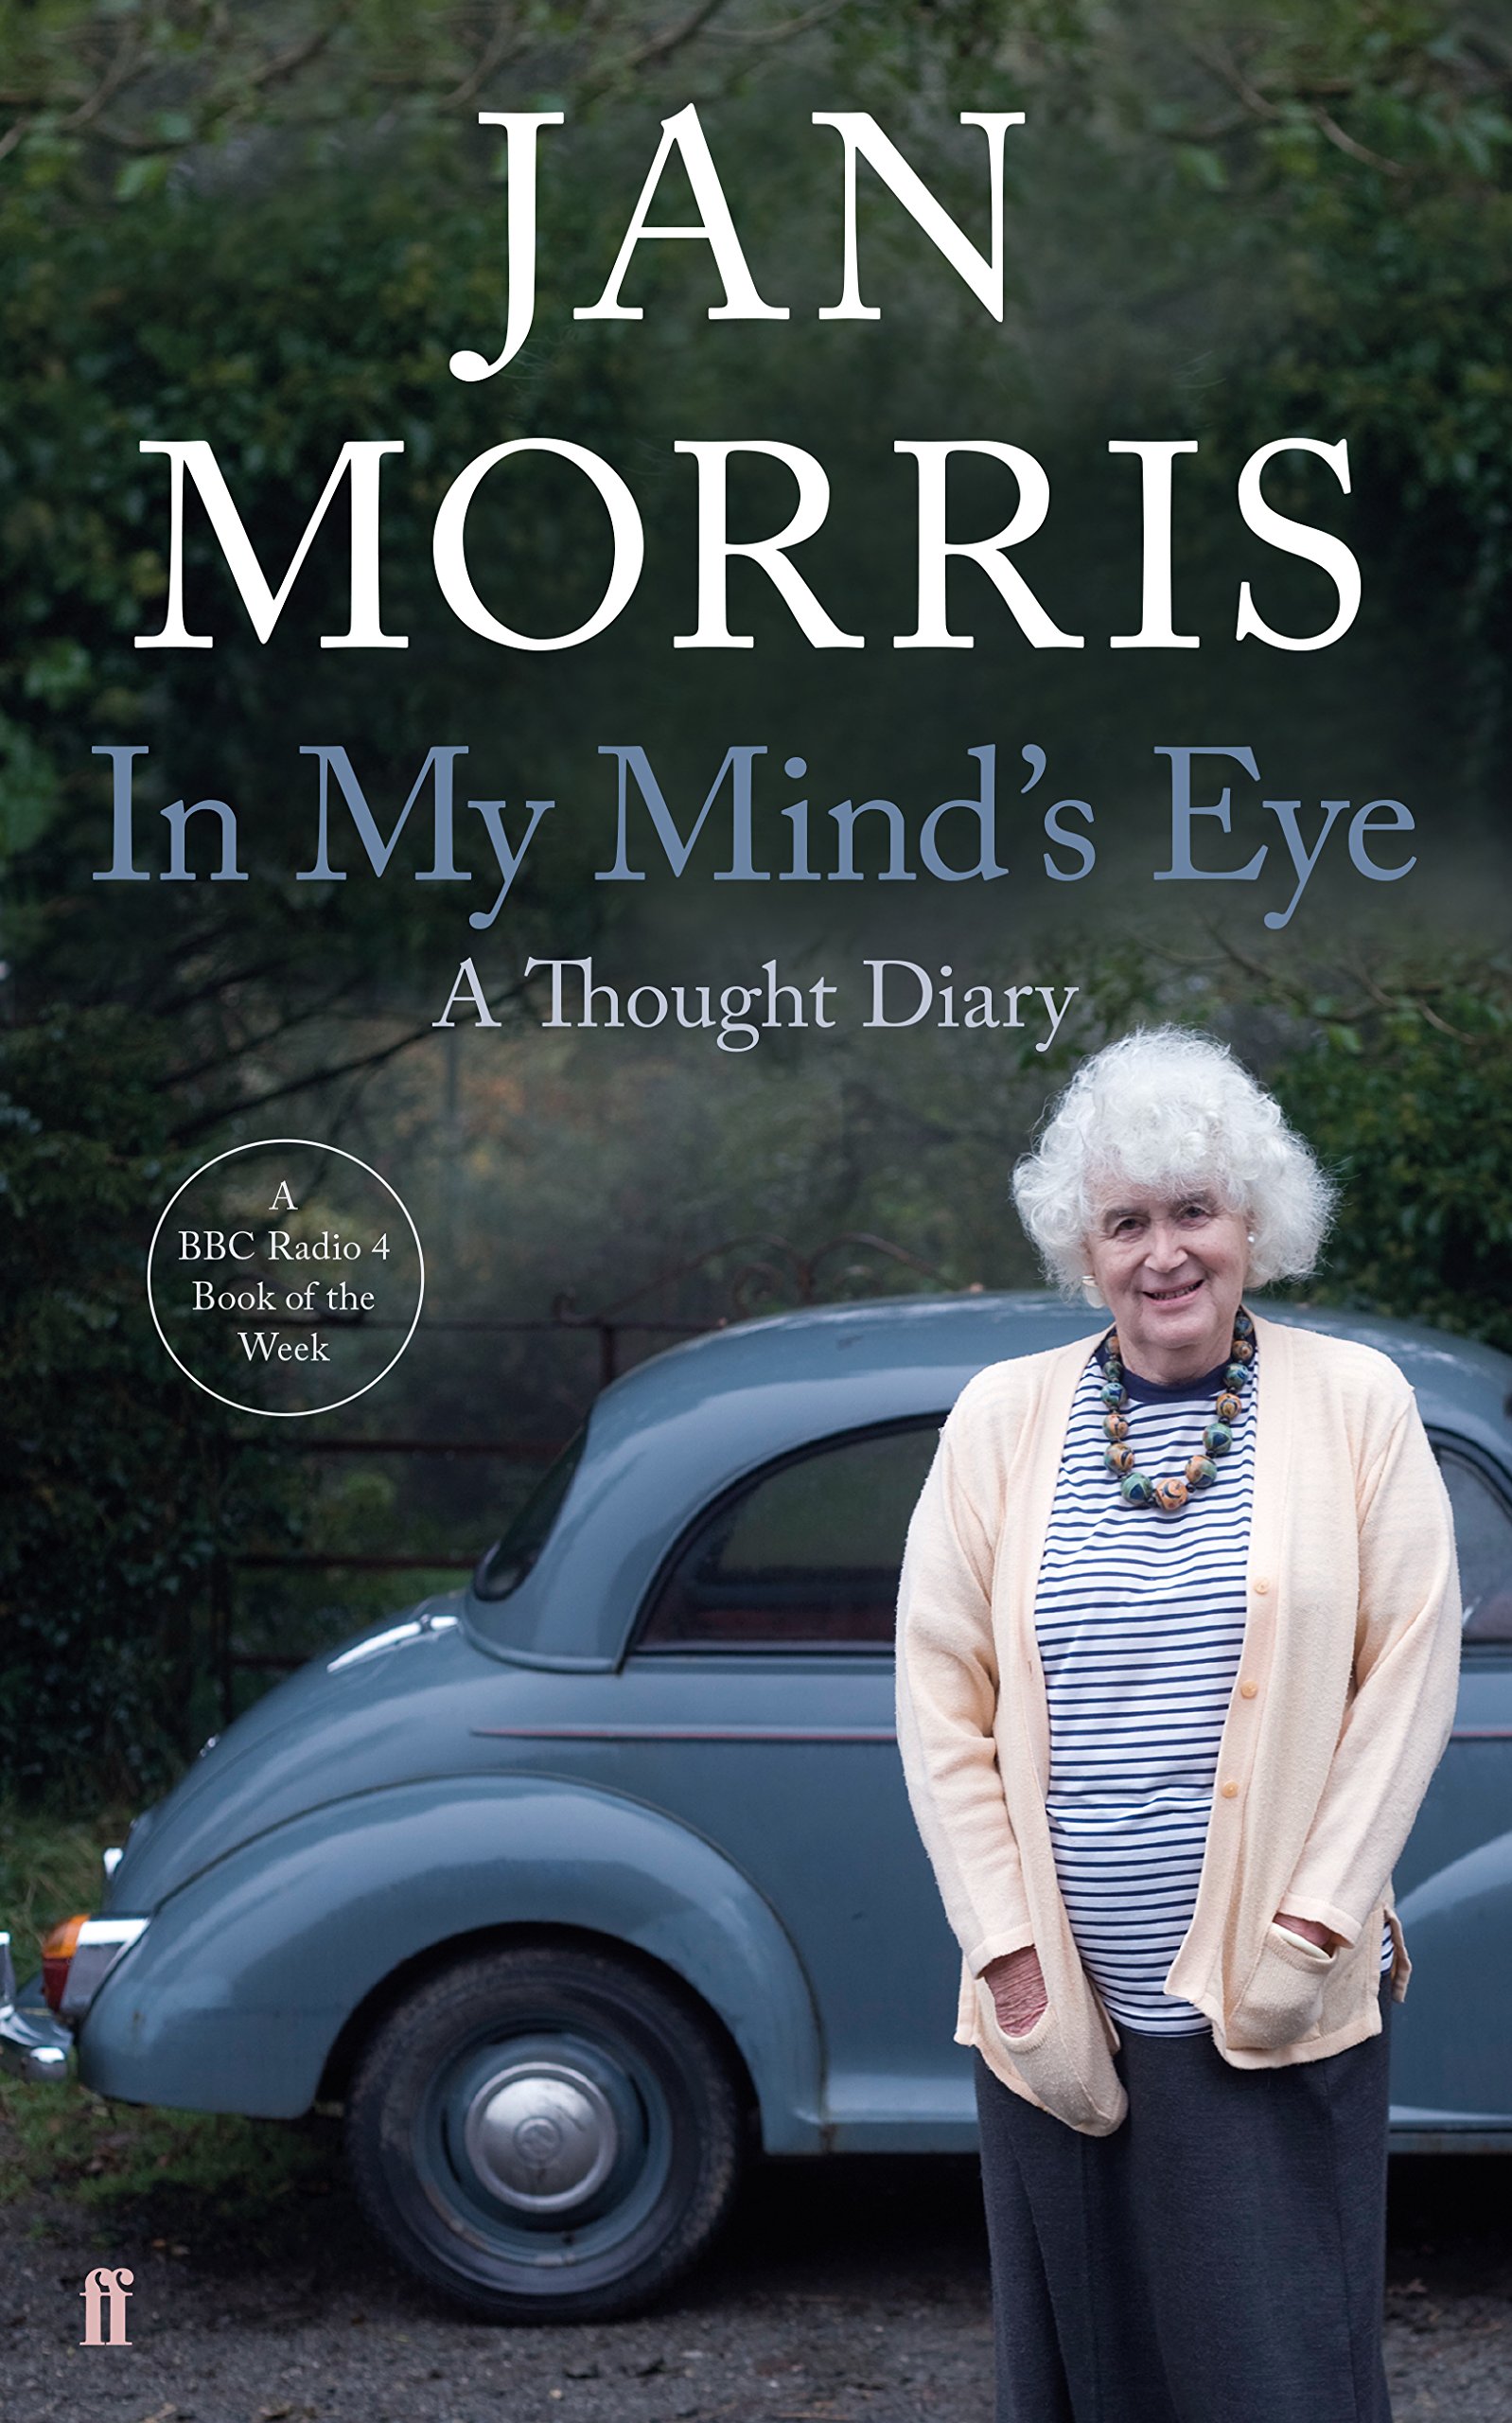 JAN
MORRIS
In My Mind’s Eye
A Thought Diary
A
BBC Radio 4
Book of the
Week
ff